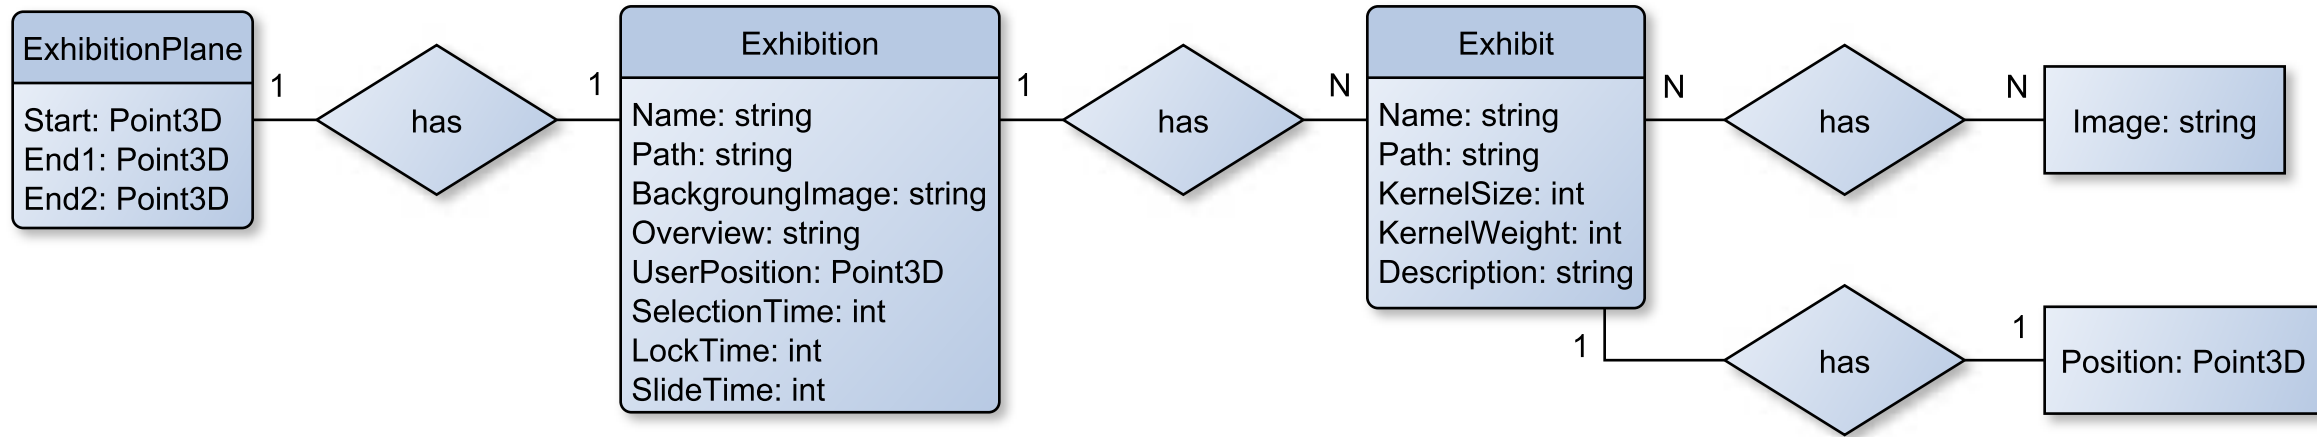 ExhibitionPlane
Start: Point3D
End1: Point3D
End2: Point3D
1
has
1
Exhibition
Name: string
Path: string
BackgroungImage: string
Overview: string
UserPosition: Point3D
SelectionTime: int
LockTime: int
SlideTime: int
1
has
N
Exhibit
Name: string
Path: string
KernelSize: int
KernelWeight: int
Description: string
N
has
N
Image: string
1
has
1
Position: Point3D